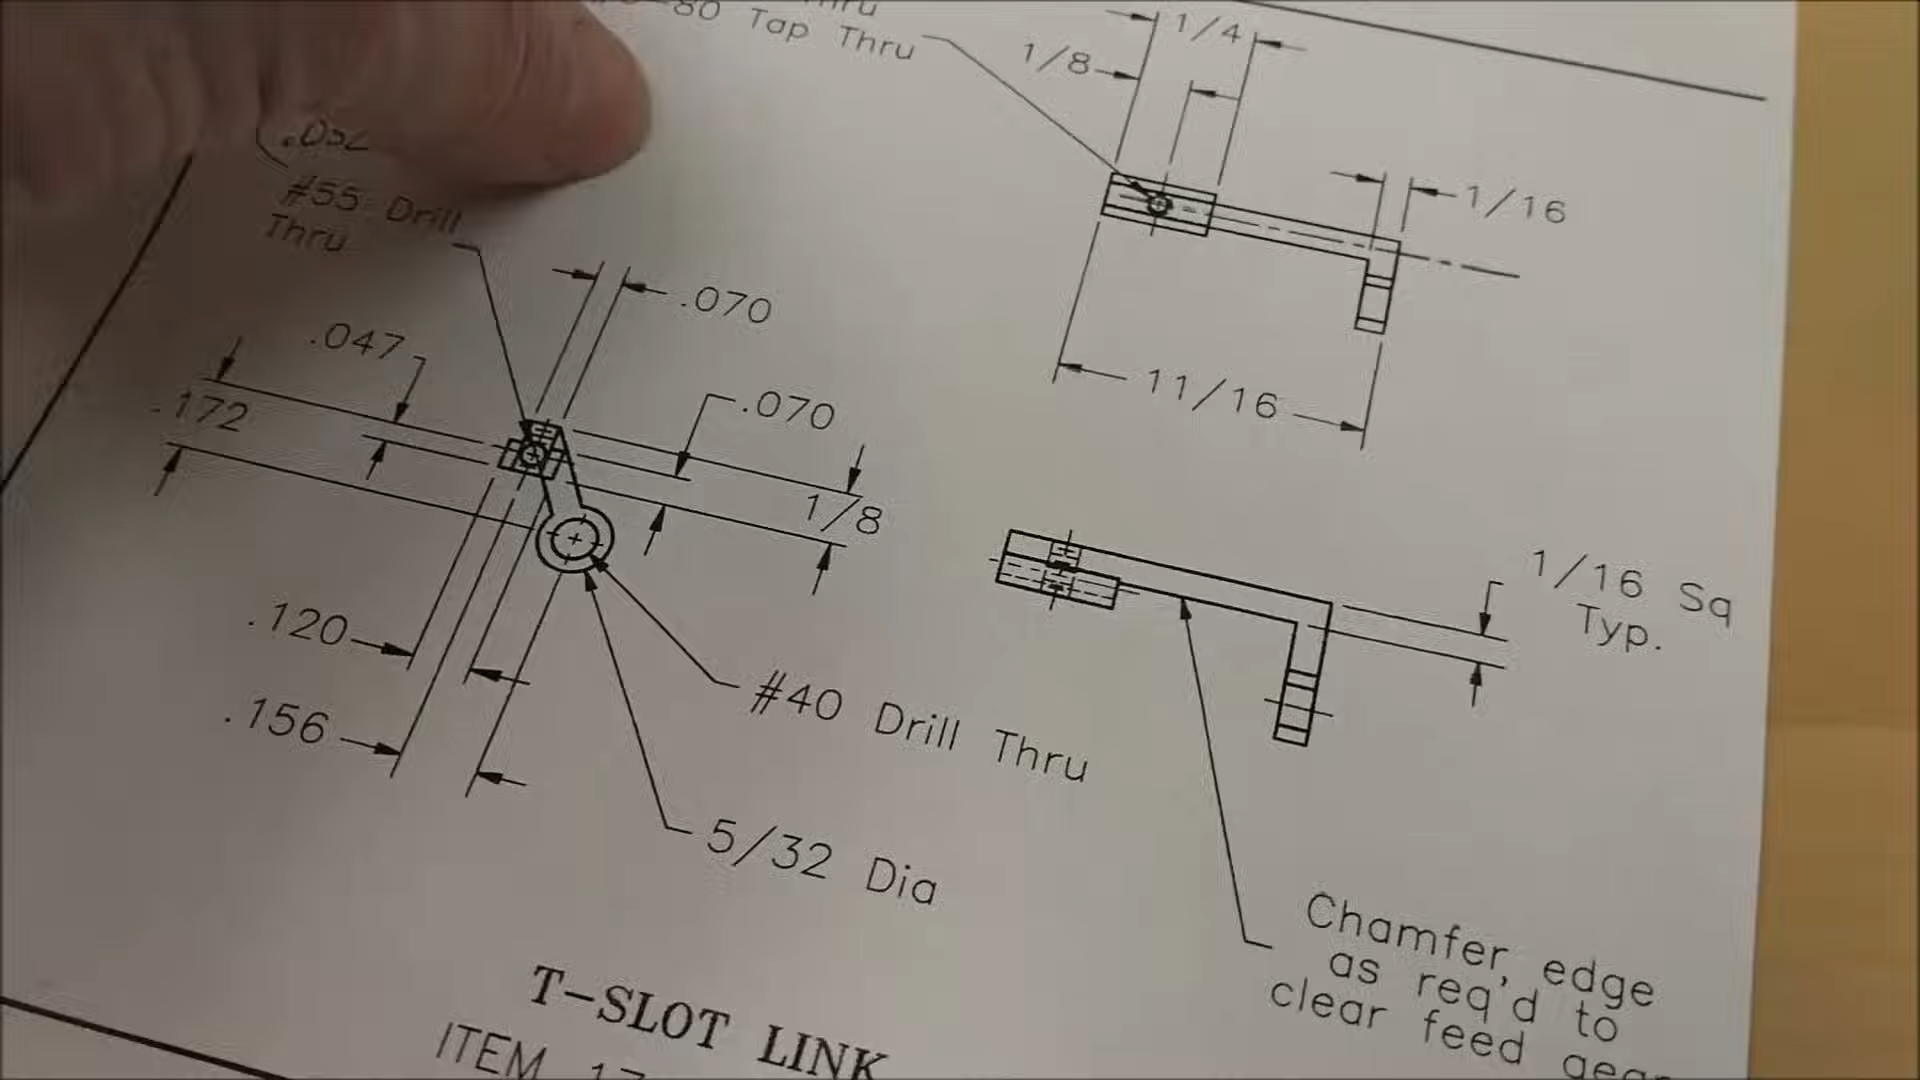 80 Tap Thru
1/4
1/8
.052
#55 Drill
Thru
1/16
.070
.047
.172
.070
1/8
11/16
1/16 Sq
Typ.
.120
.156
#40 Drill Thru
5/32 Dia
Chamfer, edge
as req'd to
clear feed
T-SLOT LINK
ITEM